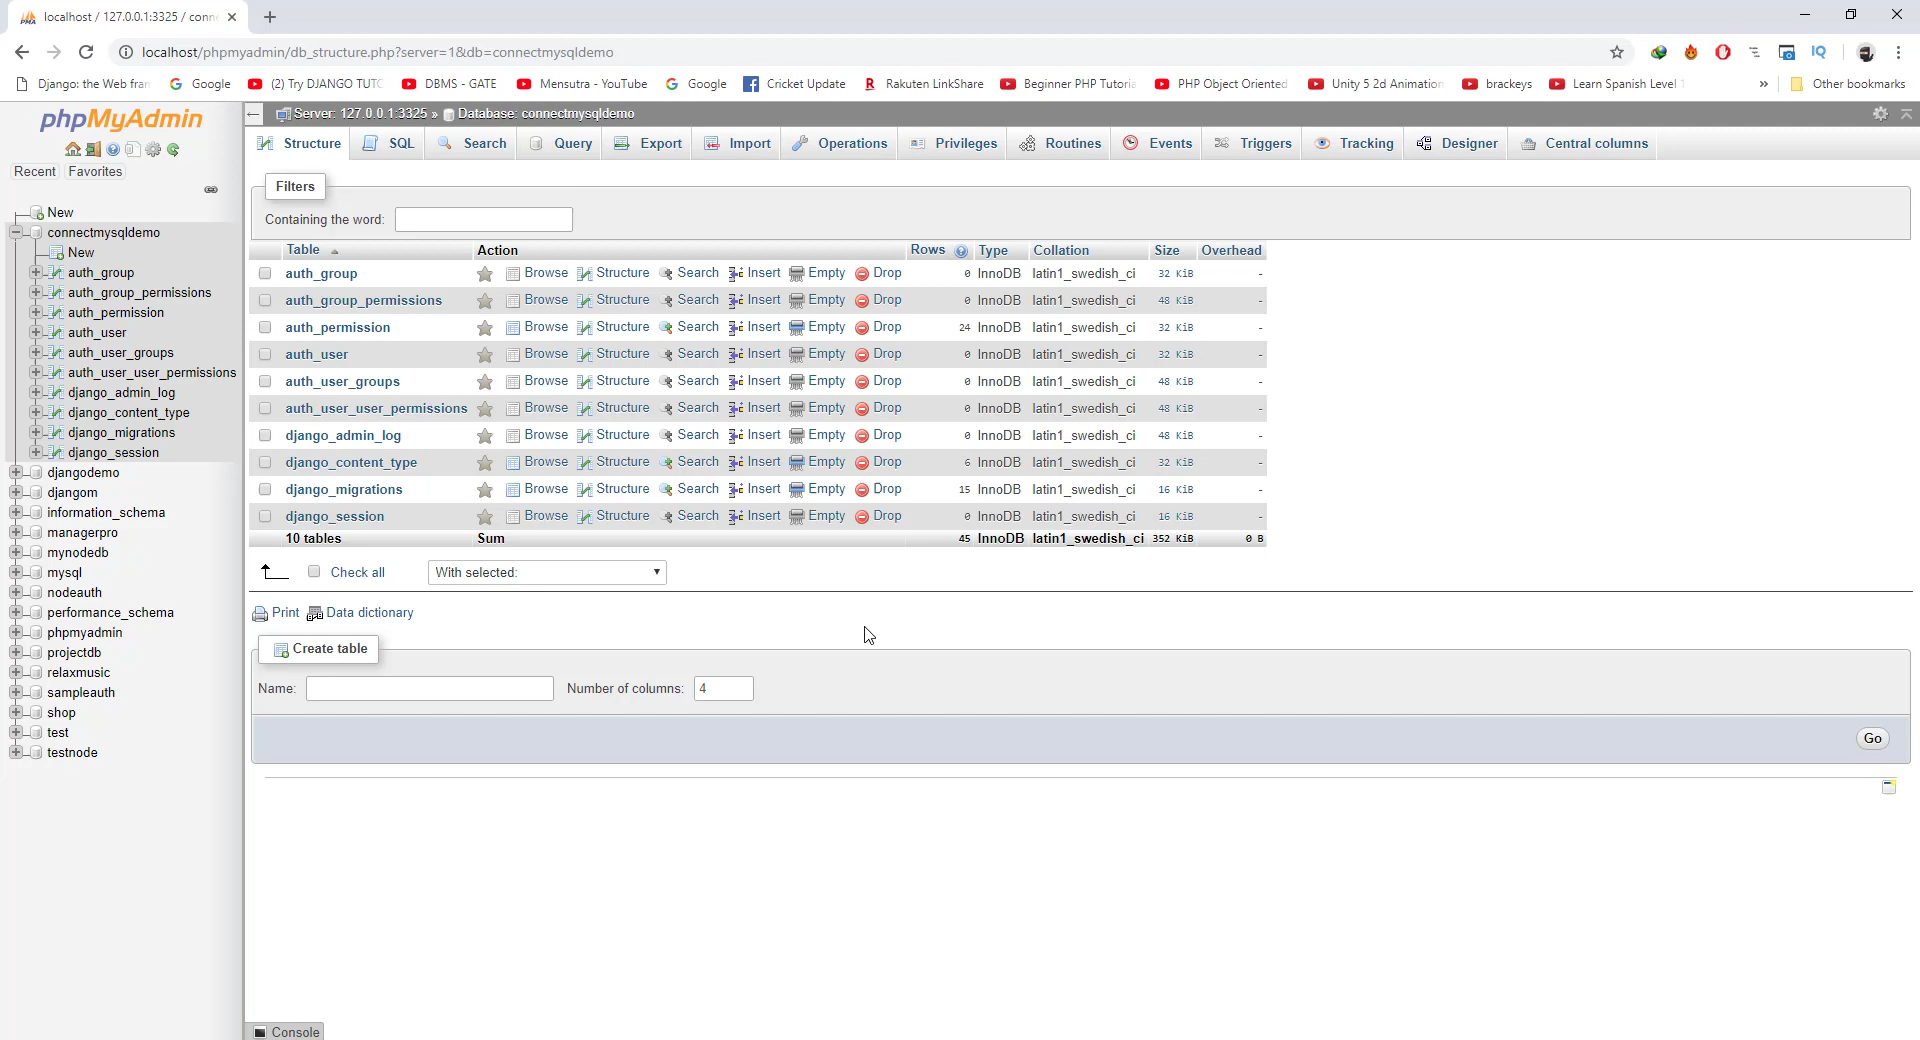 localhost / 127.0.0.1:3325 / conn
localhost/phpmyadmin/db_structure.php?server=1&db=connectmysqldemo
Django: the Web fran Google (2) Try DJANGO TUTO DBMS - GATE Mensutra - YouTube Google Cricket Update Rakuten LinkShare Beginner PHP Tutoria PHP Object Oriented Unity 5 2d Animation brackeys Learn Spanish Level 1 » Other bookmarks
phpMyAdmin
Recent Favorites
New
connectmysqldemo
New
auth_group
auth_group_permissions
auth_permission
auth_user
auth_user_groups
auth_user_user_permissions
django_admin_log
django_content_type
django_migrations
django_session
djangodemo
djangom
information_schema
managerpro
mynodedb
mysql
nodeauth
performance_schema
phpmyadmin
projectdb
relaxmusic
sampleauth
shop
test
testnode
Server: 127.0.0.1:3325 » Database: connectmysqldemo
Structure SQL Search Query Export Import Operations Privileges Routines Events Triggers Tracking Designer Central columns
Filters
Containing the word:
Table Action Rows Type Collation Size Overhead
auth_group Browse Structure Search Insert Empty Drop 0 InnoDB latin1_swedish_ci 32 KiB -
auth_group_permissions Browse Structure Search Insert Empty Drop 0 InnoDB latin1_swedish_ci 48 KiB -
auth_permission Browse Structure Search Insert Empty Drop 24 InnoDB latin1_swedish_ci 32 KiB -
auth_user Browse Structure Search Insert Empty Drop 0 InnoDB latin1_swedish_ci 32 KiB -
auth_user_groups Browse Structure Search Insert Empty Drop 0 InnoDB latin1_swedish_ci 48 KiB -
auth_user_user_permissions Browse Structure Search Insert Empty Drop 0 InnoDB latin1_swedish_ci 48 KiB -
django_admin_log Browse Structure Search Insert Empty Drop 0 InnoDB latin1_swedish_ci 48 KiB -
django_content_type Browse Structure Search Insert Empty Drop 6 InnoDB latin1_swedish_ci 32 KiB -
django_migrations Browse Structure Search Insert Empty Drop 15 InnoDB latin1_swedish_ci 16 KiB -
django_session Browse Structure Search Insert Empty Drop 0 InnoDB latin1_swedish_ci 16 KiB -
10 tables Sum 45 InnoDB latin1_swedish_ci 352 KiB 0 B
Check all With selected:
Print Data dictionary
Create table
Name: Number of columns: 4
Go
Console